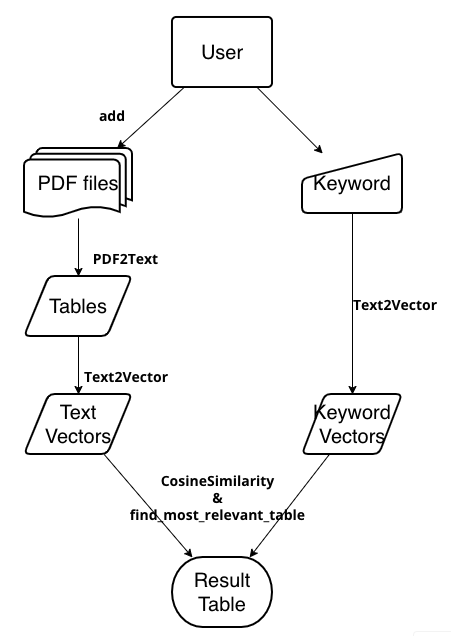 User
add
PDF files
Keyword
PDF2Text
Tables
Text2Vector
Text2Vector
Text
Vectors
Keyword
Vectors
CosineSimilarity
&
find_most_relevant_table
Result
Table